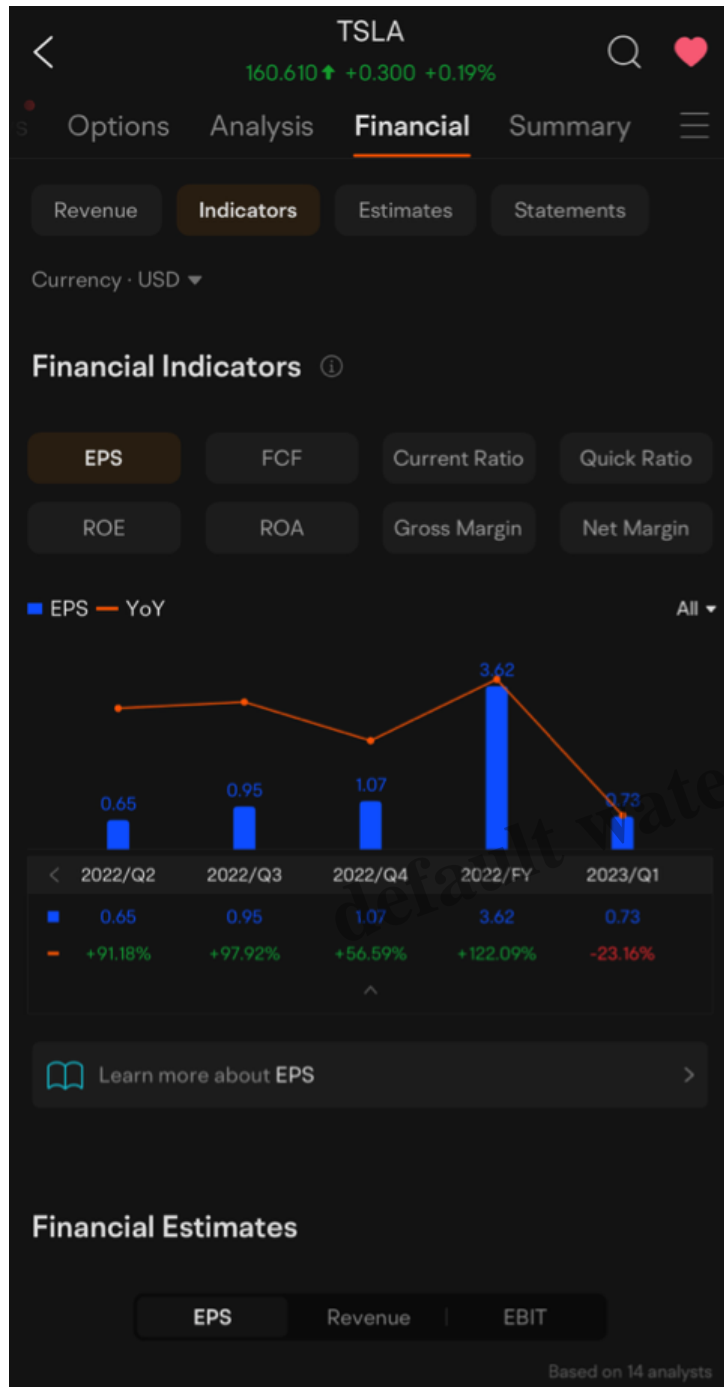 TSLA
160.610 +0.300 +0.19%
s Options Analysis Financial Summary
Revenue Indicators Estimates Statements
Currency · USD
Financial Indicators
EPS FCF Current Ratio Quick Ratio
ROE ROA Gross Margin Net Margin
EPS YoY All
3.62
0.65 0.95 1.07 0.73
2022/Q2 2022/Q3 2022/Q4 2022/FY 2023/Q1
0.65 0.95 1.07 3.62 0.73
+91.18% +97.92% +56.59% +122.09% -23.16%
default wate
Learn more about EPS
Financial Estimates
EPS Revenue EBIT
Based on 14 analysts